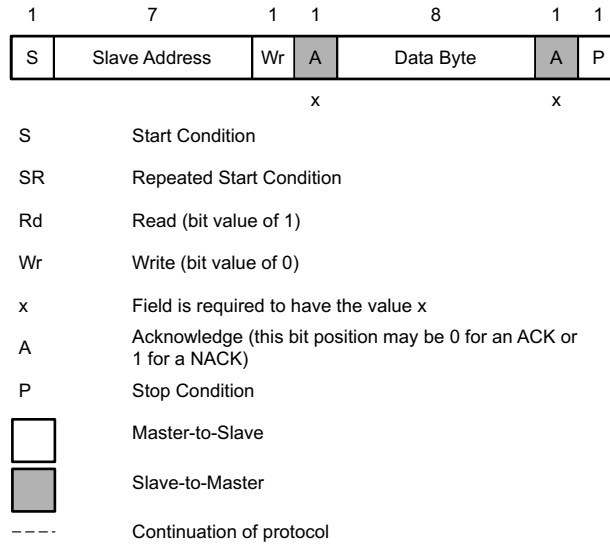 1 7 1 1 8 1 1
S Slave Address Wr A Data Byte A P
x x
S Start Condition
SR Repeated Start Condition
Rd Read (bit value of 1)
Wr Write (bit value of 0)
x Field is required to have the value x
A Acknowledge (this bit position may be 0 for an ACK or
1 for a NACK)
P Stop Condition
Master-to-Slave
Slave-to-Master
Continuation of protocol